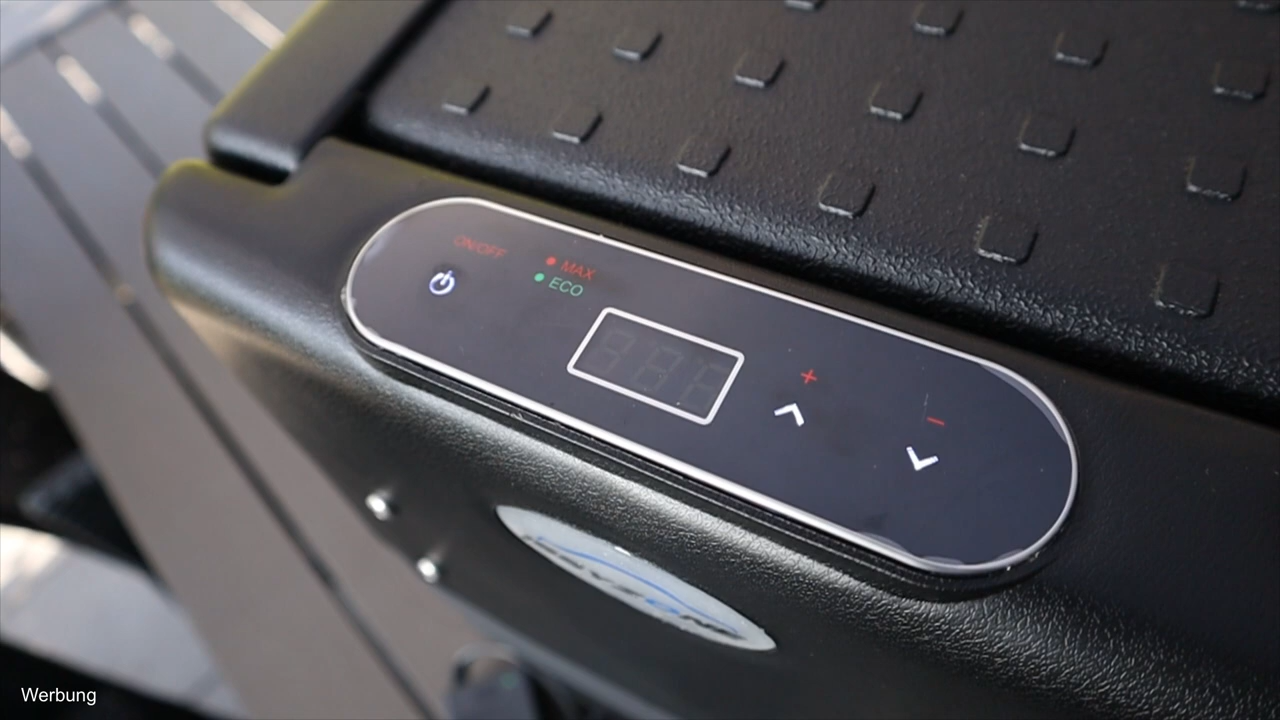 ON/OFF
MAX
ECO
+
−
Werbung